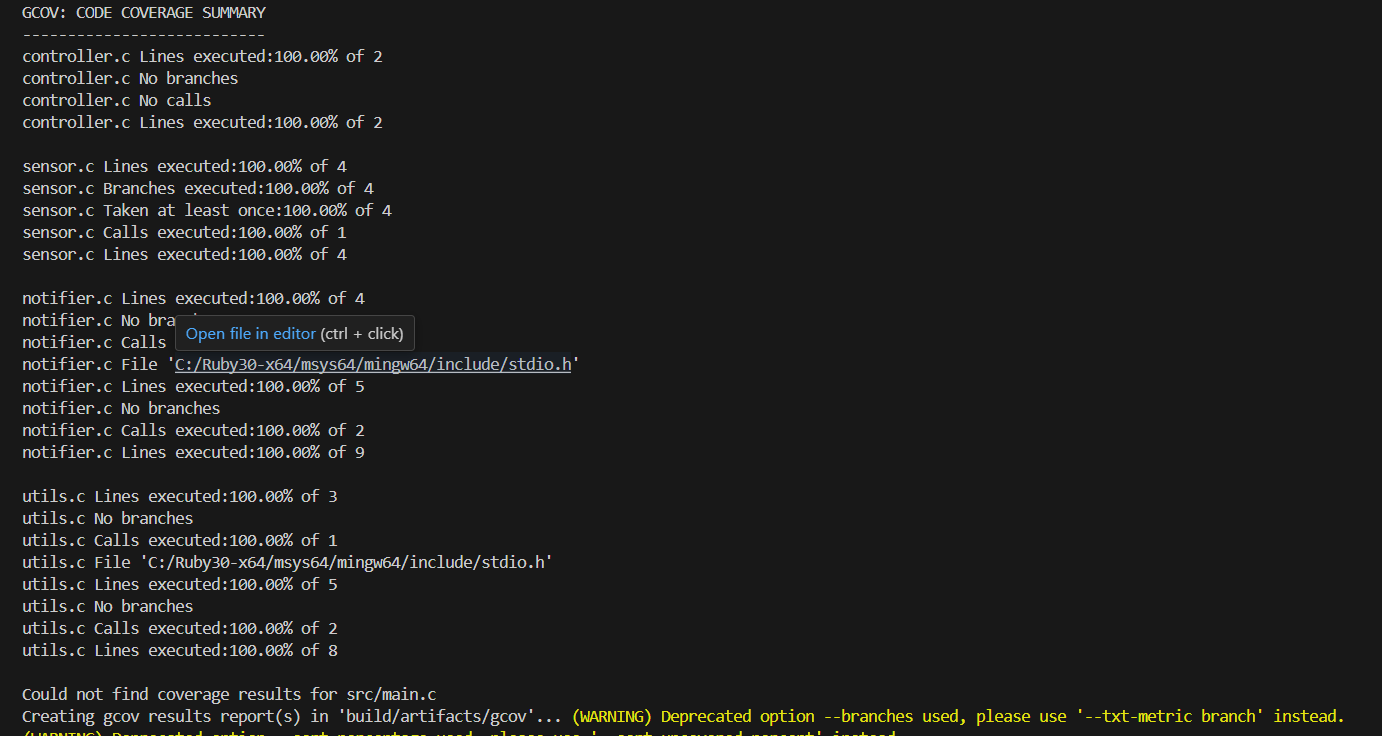 GCOV: CODE COVERAGE SUMMARY
---------------------------
controller.c Lines executed:100.00% of 2
controller.c No branches
controller.c No calls
controller.c Lines executed:100.00% of 2
sensor.c Lines executed:100.00% of 4
sensor.c Branches executed:100.00% of 4
sensor.c Taken at least once:100.00% of 4
sensor.c Calls executed:100.00% of 1
sensor.c Lines executed:100.00% of 4
notifier.c Lines executed:100.00% of 4
notifier.c No
Open file in editor (ctrl + click)
notifier.c Calls
notifier.c File 'C:/Ruby30-x64/msys64/mingw64/include/stdio.h'
notifier.c Lines executed:100.00% of 5
notifier.c No branches
notifier.c Calls executed:100.00% of 2
notifier.c Lines executed:100.00% of 9
utils.c Lines executed:100.00% of 3
utils.c No branches
utils.c Calls executed:100.00% of 1
utils.c File 'C:/Ruby30-x64/msys64/mingw64/include/stdio.h'
utils.c Lines executed:100.00% of 5
utils.c No branches
utils.c Calls executed:100.00% of 2
utils.c Lines executed:100.00% of 8
Could not find coverage results for src/main.c
Creating gcov results report(s) in 'build/artifacts/gcov'... (WARNING) Deprecated option --branches used, please use '--txt-metric branch' instead.